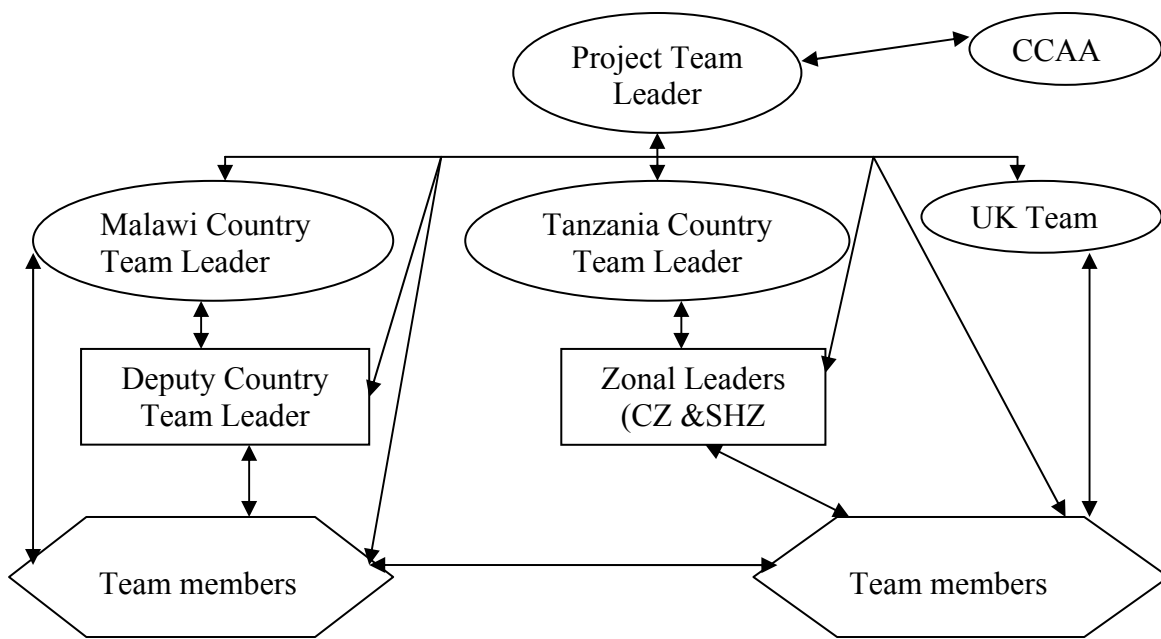 Project Team
Leader
CCAA
Malawi Country
Team Leader
Tanzania Country
Team Leader
UK Team
Deputy Country
Team Leader
Zonal Leaders
(CZ &SHZ
Team members
Team members